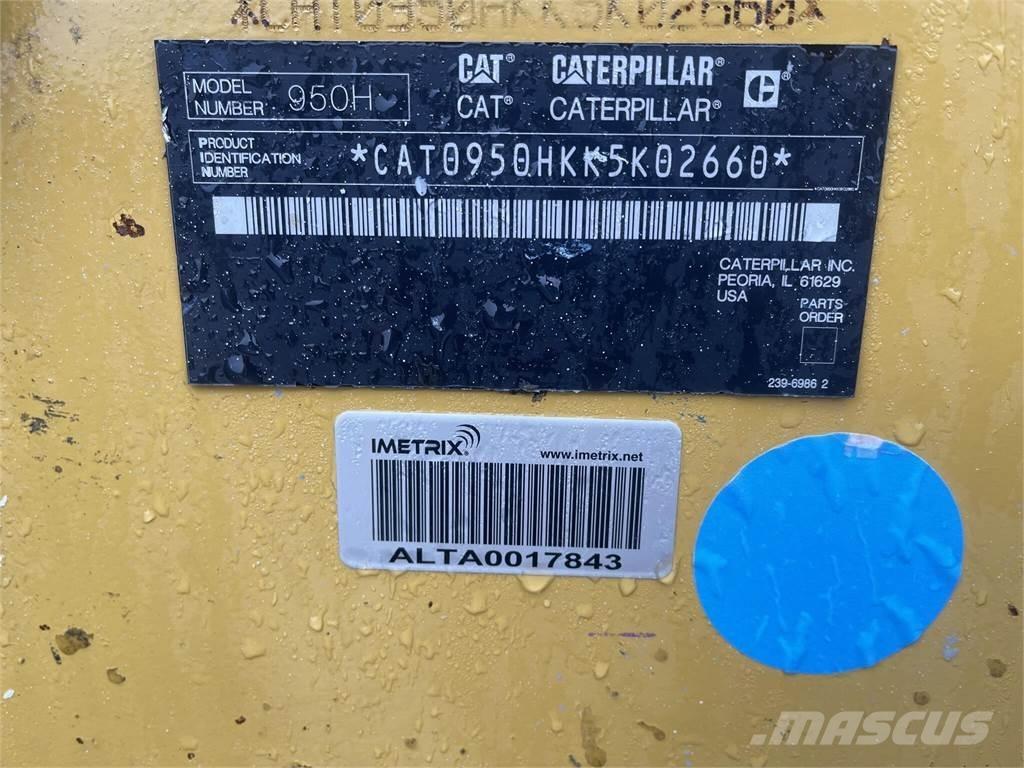 MODEL NUMBER 950H
CAT® CATERPILLAR®
CAT® CATERPILLAR®
PRODUCT IDENTIFICATION NUMBER *CAT0950HKK5K02660*
CATERPILLAR INC.
PEORIA, IL 61629
USA
PARTS
ORDER
239-6986 2
IMETRIX®
www.imetrix.net
ALTA0017843
MASCUS